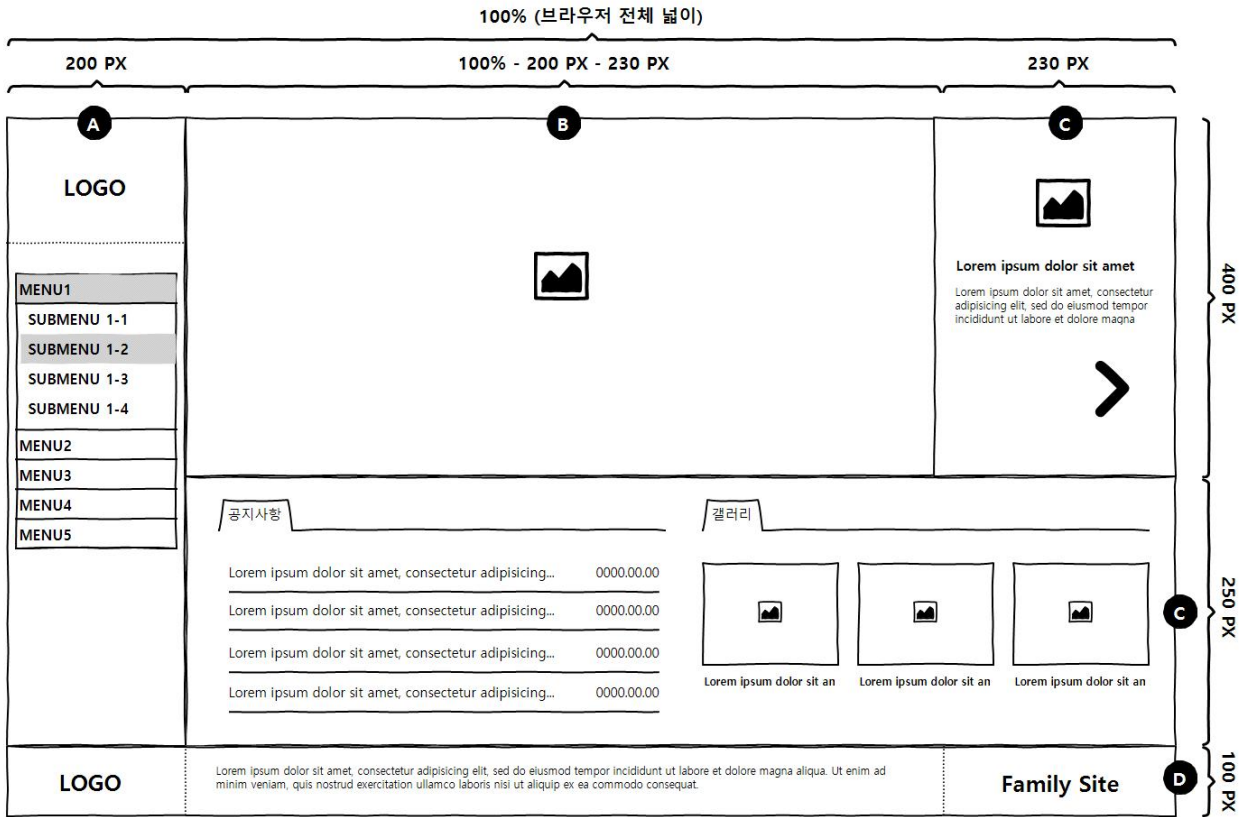 100% (브라우저 전체 넓이)
200 PX
100% - 200 PX - 230 PX
230 PX
A
B
C
LOGO
MENU1
SUBMENU 1-1
SUBMENU 1-2
SUBMENU 1-3
SUBMENU 1-4
MENU2
MENU3
MENU4
MENU5
Lorem ipsum dolor sit amet
Lorem ipsum dolor sit amet, consectetur
adipisicing elit, sed do eiusmod tempor
incididunt ut labore et dolore magna
400 PX
공지사항
Lorem ipsum dolor sit amet, consectetur adipisicing... 0000.00.00
Lorem ipsum dolor sit amet, consectetur adipisicing... 0000.00.00
Lorem ipsum dolor sit amet, consectetur adipisicing... 0000.00.00
Lorem ipsum dolor sit amet, consectetur adipisicing... 0000.00.00
갤러리
Lorem ipsum dolor sit an
Lorem ipsum dolor sit an
Lorem ipsum dolor sit an
C
250 PX
LOGO
Lorem ipsum dolor sit amet, consectetur adipisicing elit, sed do eiusmod tempor incididunt ut labore et dolore magna aliqua. Ut enim ad
minim veniam, quis nostrud exercitation ullamco laboris nisi ut aliquip ex ea commodo consequat.
Family Site
D
100 PX